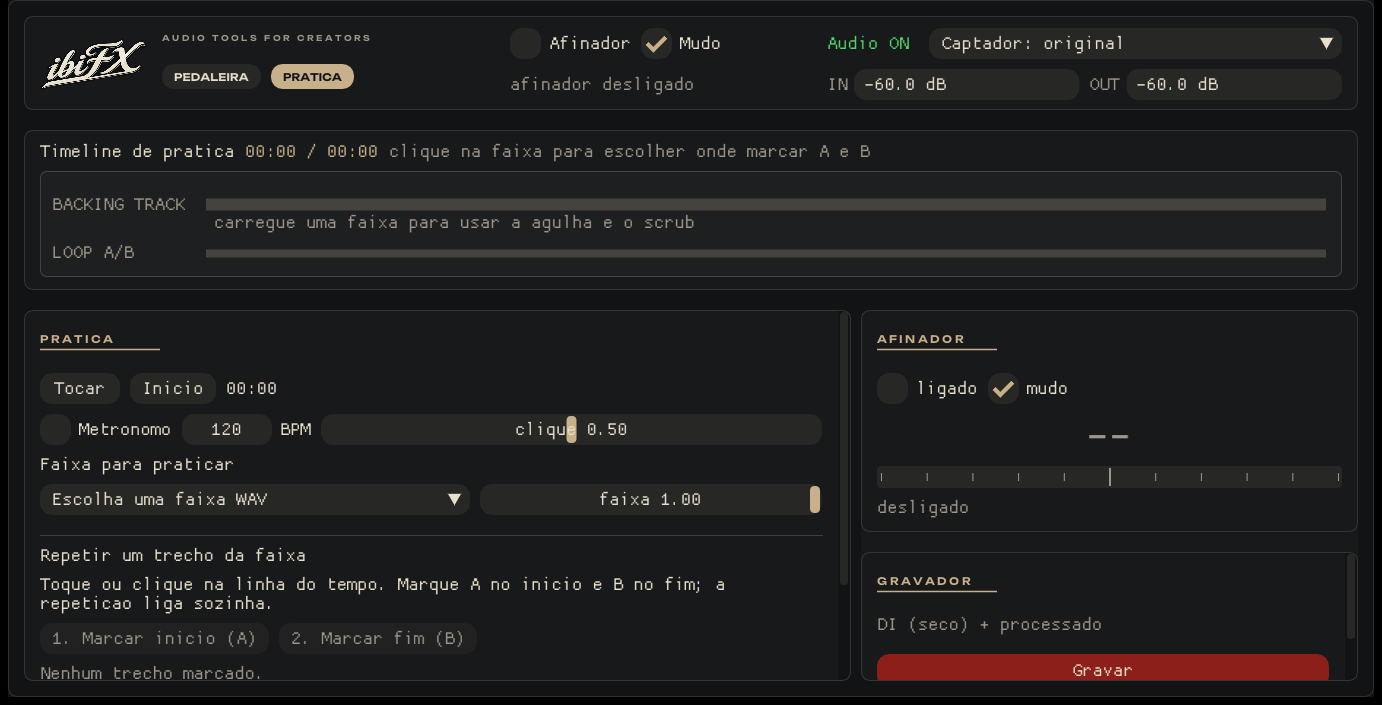 ibiFX
AUDIO TOOLS FOR CREATORS
PEDALEIRA PRATICA
Afinador Mudo
afinador desligado
Audio ON Captador: original
IN -60.0 dB OUT -60.0 dB
Timeline de pratica 00:00 / 00:00 clique na faixa para escolher onde marcar A e B
BACKING TRACK
carregue uma faixa para usar a agulha e o scrub
LOOP A/B
PRATICA
Tocar Inicio 00:00
Metronomo 120 BPM clique 0.50
Faixa para praticar
Escolha uma faixa WAV faixa 1.00
Repetir um trecho da faixa
Toque ou clique na linha do tempo. Marque A no inicio e B no fim; a
repeticao liga sozinha.
1. Marcar inicio (A) 2. Marcar fim (B)
Nenhum trecho marcado.
AFINADOR
ligado mudo
--
desligado
GRAVADOR
DI (seco) + processado
Gravar